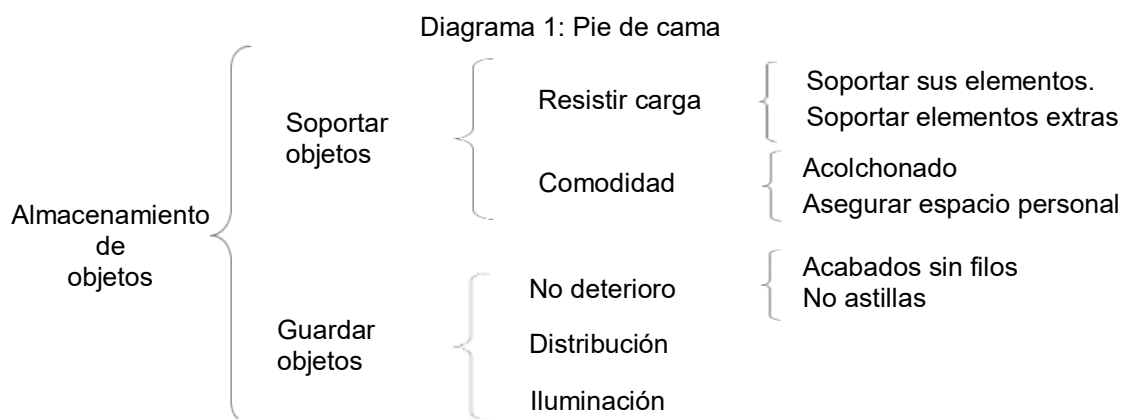 Diagrama 1: Pie de cama
Almacenamiento
de
objetos
Soportar
objetos
Resistir carga
Soportar sus elementos.
Soportar elementos extras
Comodidad
Acolchonado
Asegurar espacio personal
Guardar
objetos
No deterioro
Acabados sin filos
No astillas
Distribución
Iluminación